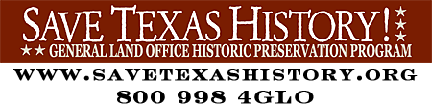 SAVE TEXAS HISTORY!
GENERAL LAND OFFICE HISTORIC PRESERVATION PROGRAM
WWW.SAVETEXASHISTORY.ORG
800 998 4GLO